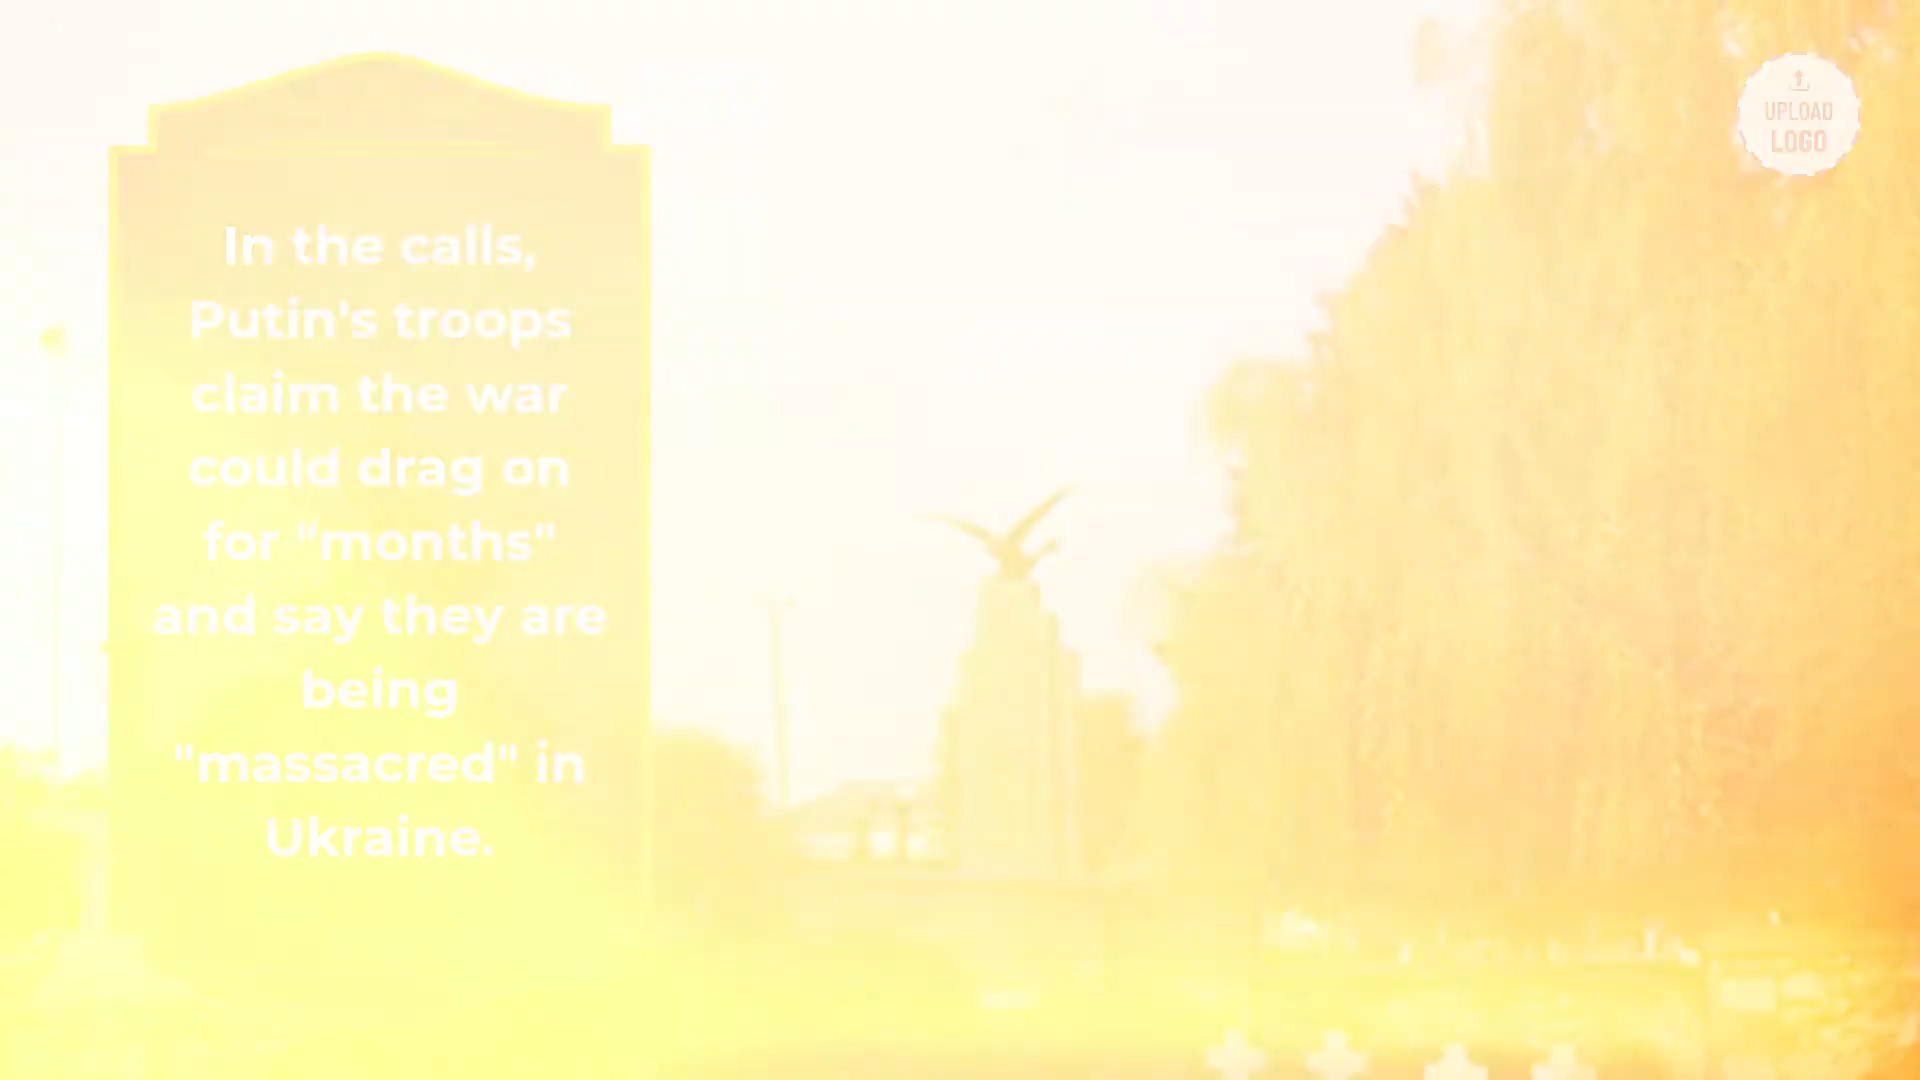 In the calls,
Putin's troops
claim the war
could drag on
for "months"
and say they are
being
"massacred" in
Ukraine.
UPLOAD
LOGO